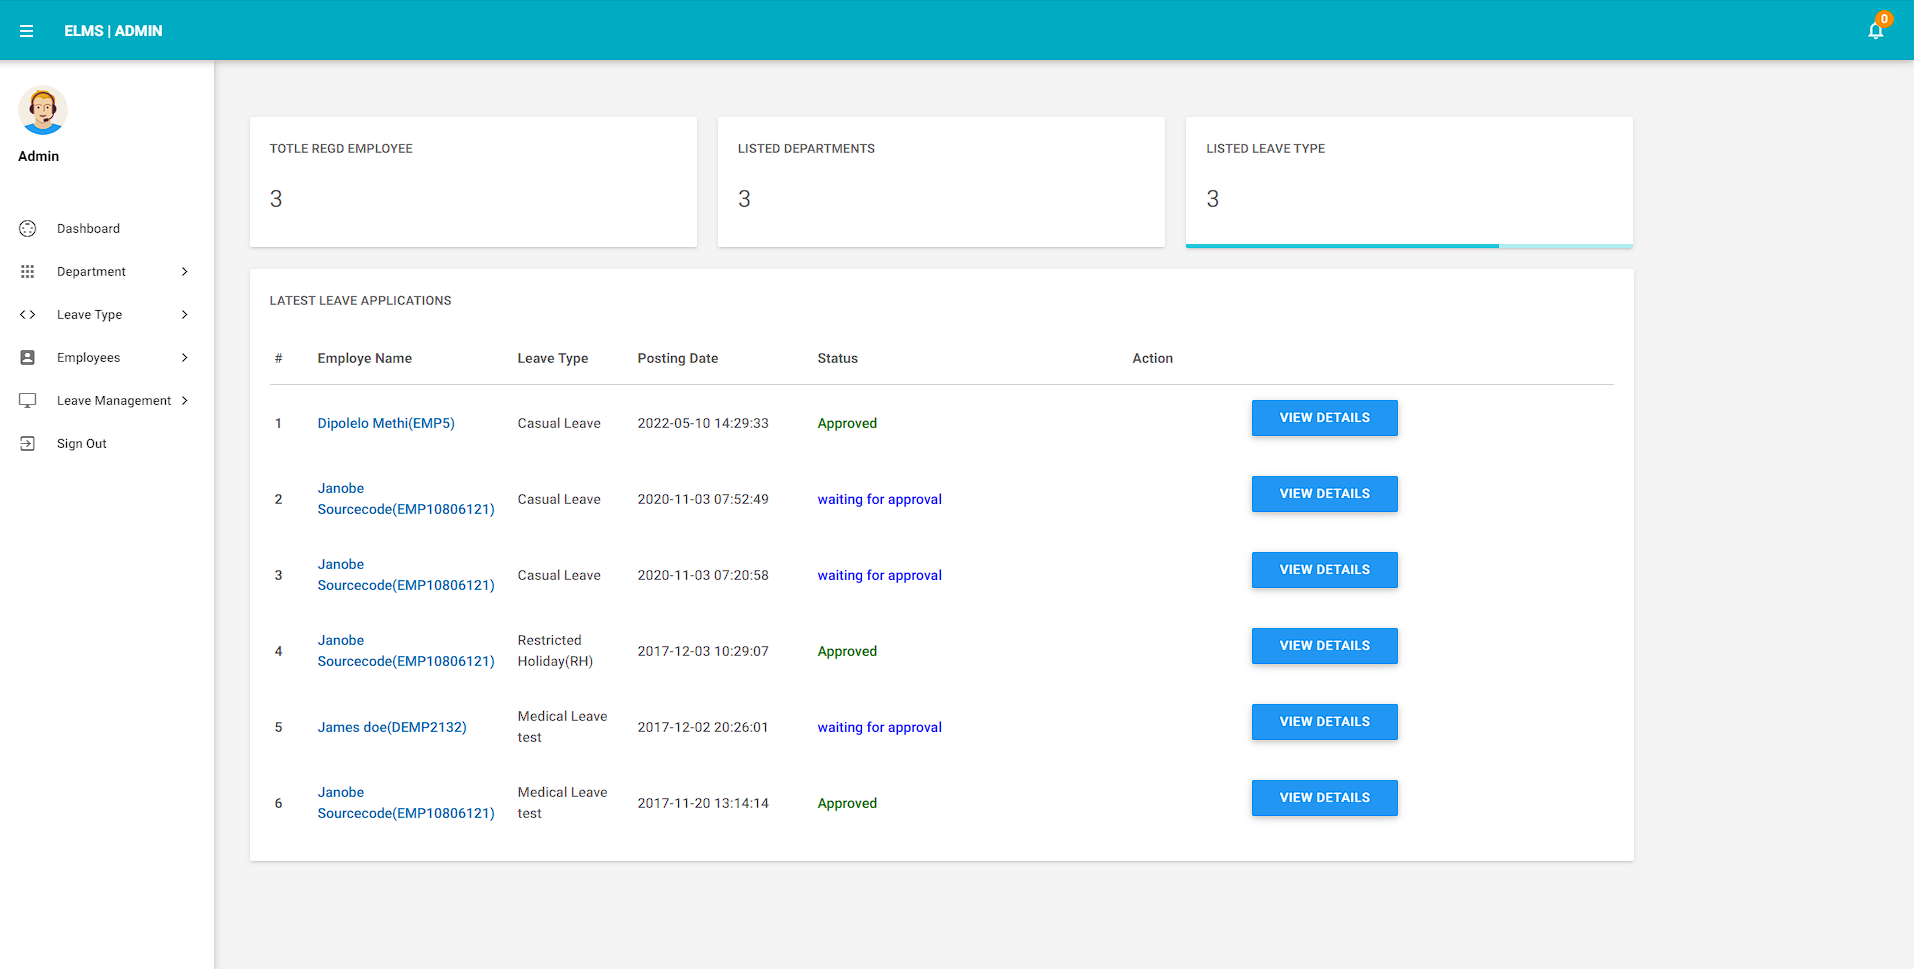 ELMS | ADMIN
0
Admin
Dashboard
Department
Leave Type
Employees
Leave Management
Sign Out
TOTLE REGD EMPLOYEE
3
LISTED DEPARTMENTS
3
LISTED LEAVE TYPE
3
LATEST LEAVE APPLICATIONS
# Employe Name Leave Type Posting Date Status Action
1 Dipolelo Methi(EMP5) Casual Leave 2022-05-10 14:29:33 Approved VIEW DETAILS
2 Janobe
Sourcecode(EMP10806121) Casual Leave 2020-11-03 07:52:49 waiting for approval VIEW DETAILS
3 Janobe
Sourcecode(EMP10806121) Casual Leave 2020-11-03 07:20:58 waiting for approval VIEW DETAILS
4 Janobe
Sourcecode(EMP10806121) Restricted
Holiday(RH) 2017-12-03 10:29:07 Approved VIEW DETAILS
5 James doe(DEMP2132) Medical Leave
test 2017-12-02 20:26:01 waiting for approval VIEW DETAILS
6 Janobe
Sourcecode(EMP10806121) Medical Leave
test 2017-11-20 13:14:14 Approved VIEW DETAILS